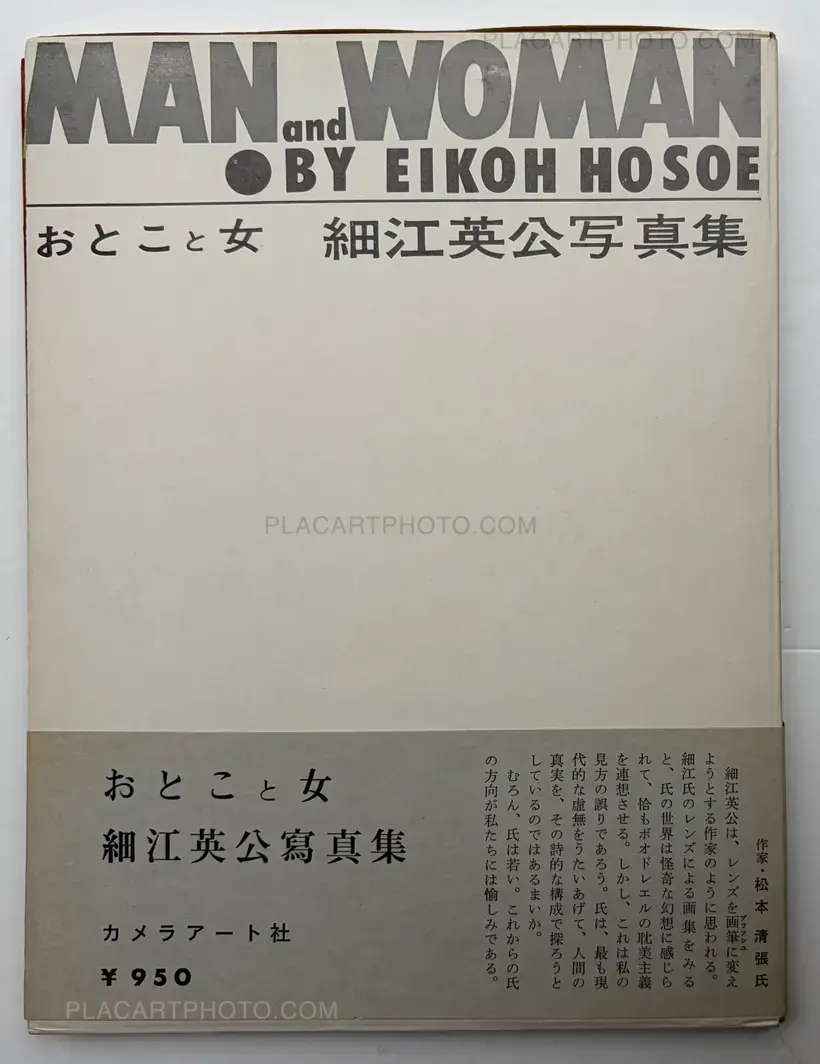 PLACARTPHOTO.COM
MAN and WOMAN
●BY EIKOH HOSOE
おとこと女 細江英公写真集
PLACARTPHOTO.COM
おとこと女
細江英公寫真集
カメラアート社
¥950
作家・松本 清張氏
細江英公は、レンズを画筆に変え
ブラッシュ
ようとする作家のように思われる。
細江氏のレンズによる画集をみる
と、氏の世界は怪奇な幻想に感じら
れて、恰もボオドレエルの耽美主義
を連想させる。しかし、これは私の
見方の誤りであろう。氏は、最も現
代的な虚無をうたいあげて、人間の
真実を、その詩的な構成で探ろうと
しているのではあるまいか。
むろん、氏は若い。これからの氏
の方向が私たちには愉しみである。
PLACARTPHOTO.COM